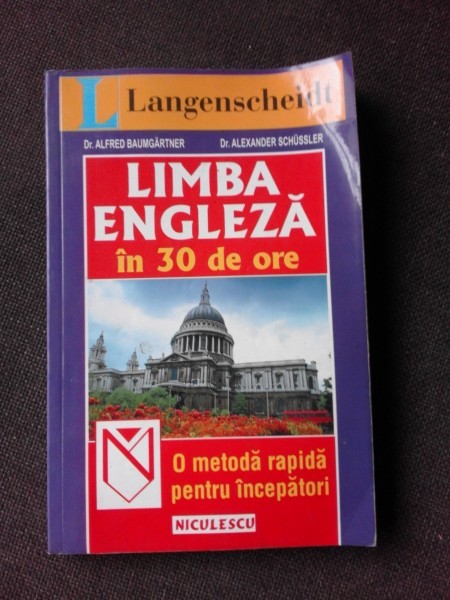 L Langenscheidt
Dr. ALFRED BAUMGÄRTNER Dr. ALEXANDER SCHÜSSLER
LIMBA
ENGLEZĂ
în 30 de ore
O metodă rapidă
pentru începători
NICULESCU